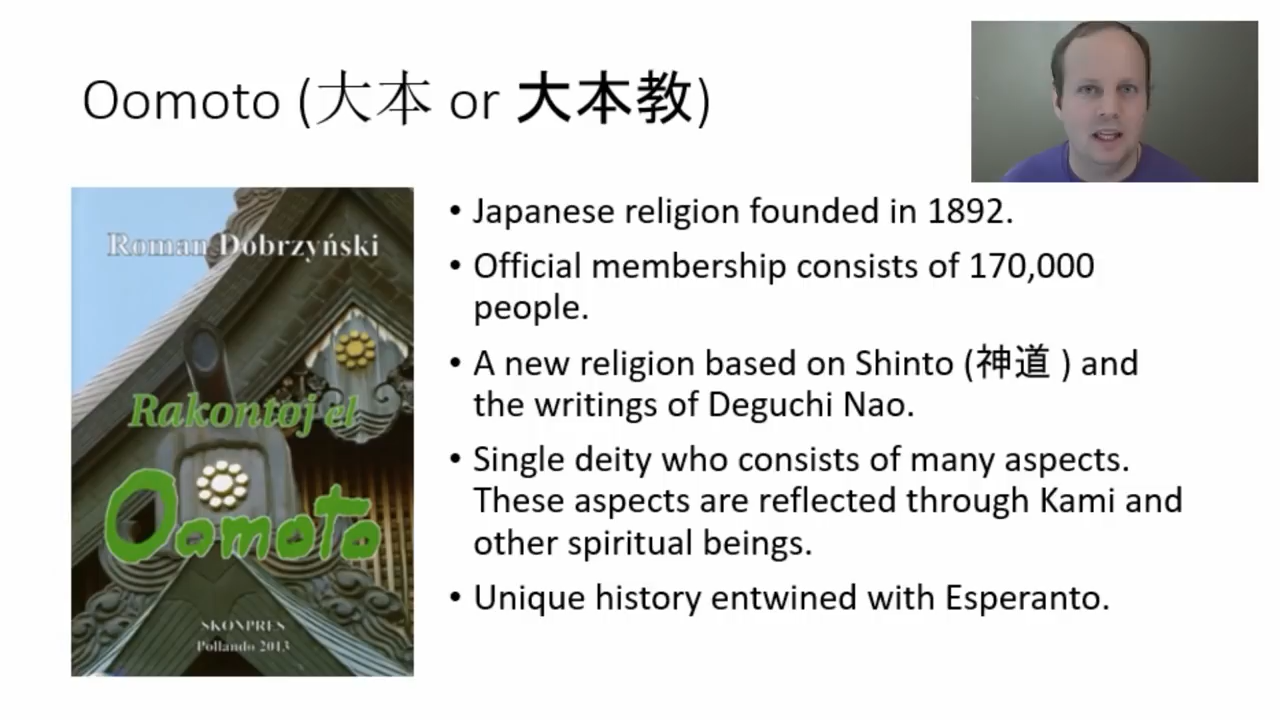 Oomoto (大本 or 大本教)
Roman Dobrzyński
Rakontoj el
Oomoto
SKONPRES
Pollando 2013
• Japanese religion founded in 1892.
• Official membership consists of 170,000
people.
• A new religion based on Shinto (神道 ) and
the writings of Deguchi Nao.
• Single deity who consists of many aspects.
These aspects are reflected through Kami and
other spiritual beings.
• Unique history entwined with Esperanto.